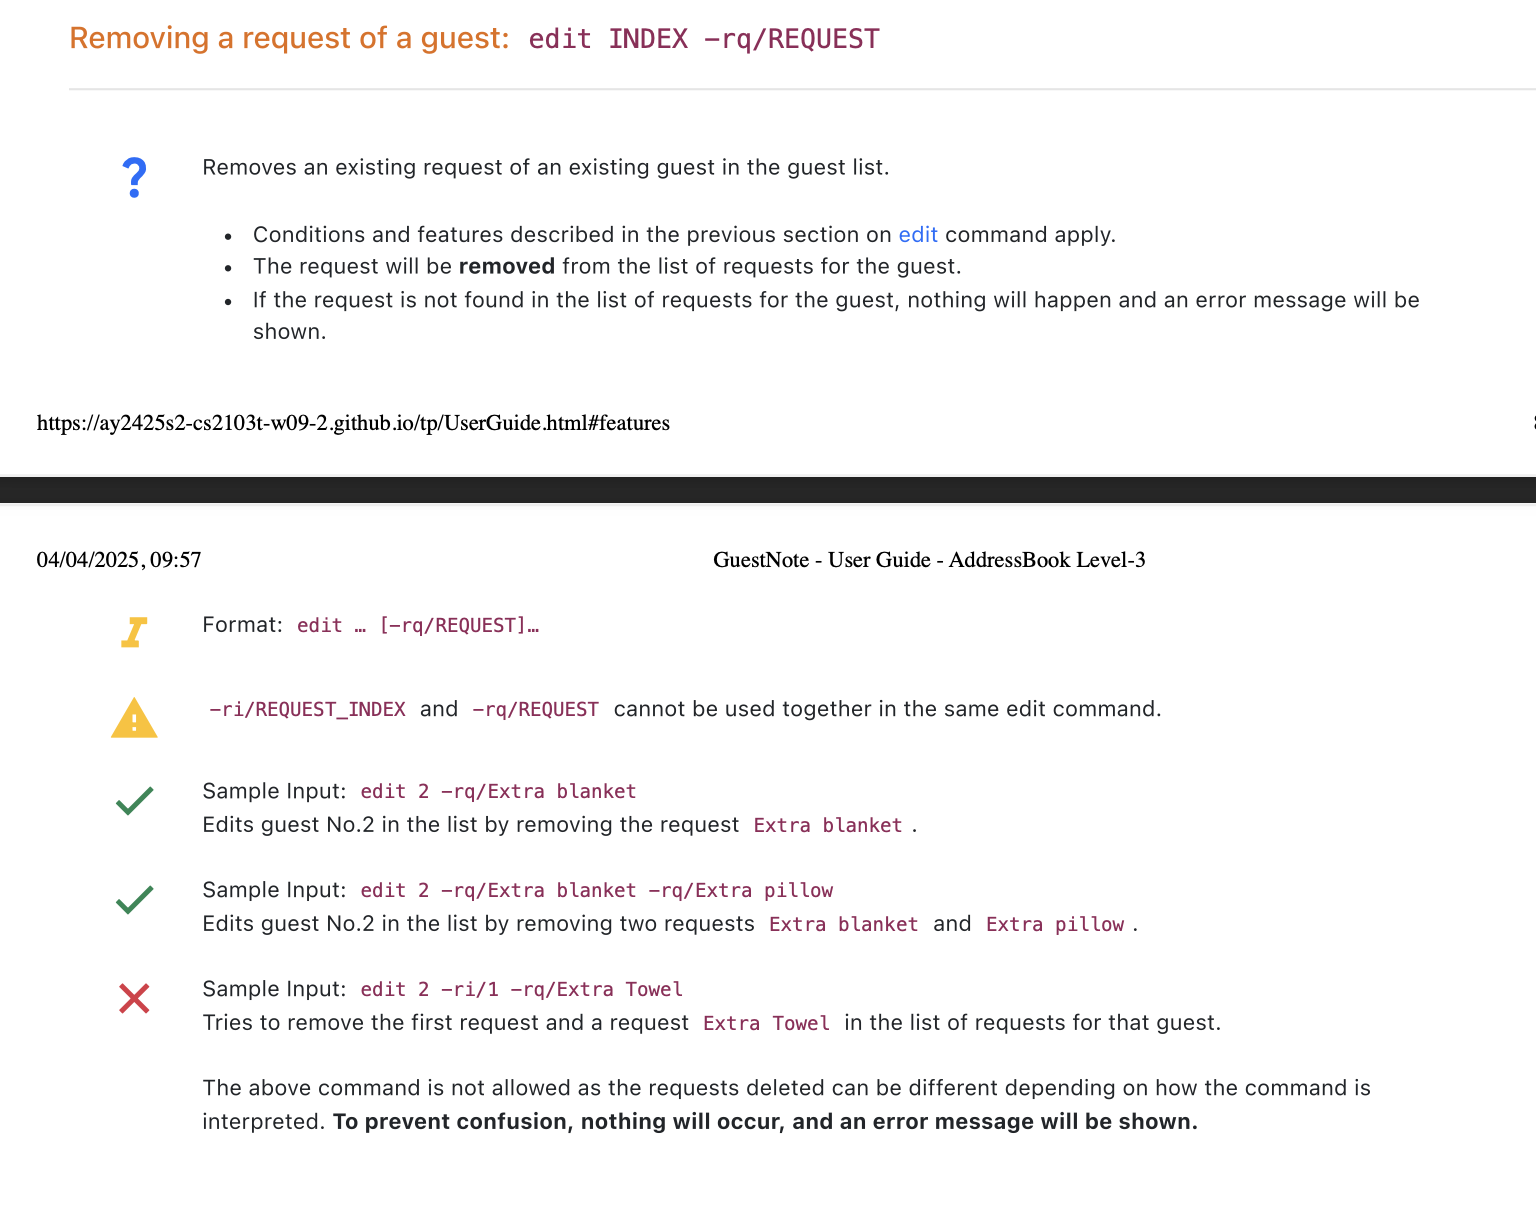 Removing a request of a guest: edit INDEX -rq/REQUEST
Removes an existing request of an existing guest in the guest list.
• Conditions and features described in the previous section on edit command apply.
• The request will be removed from the list of requests for the guest.
• If the request is not found in the list of requests for the guest, nothing will happen and an error message will be
shown.
https://ay2425s2-cs2103t-w09-2.github.io/tp/UserGuide.html#features
04/04/2025, 09:57 GuestNote - User Guide - AddressBook Level-3
Format: edit … [-rq/REQUEST]…
-ri/REQUEST_INDEX and -rq/REQUEST cannot be used together in the same edit command.
Sample Input: edit 2 -rq/Extra blanket
Edits guest No.2 in the list by removing the request Extra blanket .
Sample Input: edit 2 -rq/Extra blanket -rq/Extra pillow
Edits guest No.2 in the list by removing two requests Extra blanket and Extra pillow .
Sample Input: edit 2 -ri/1 -rq/Extra Towel
Tries to remove the first request and a request Extra Towel in the list of requests for that guest.
The above command is not allowed as the requests deleted can be different depending on how the command is
interpreted. To prevent confusion, nothing will occur, and an error message will be shown.